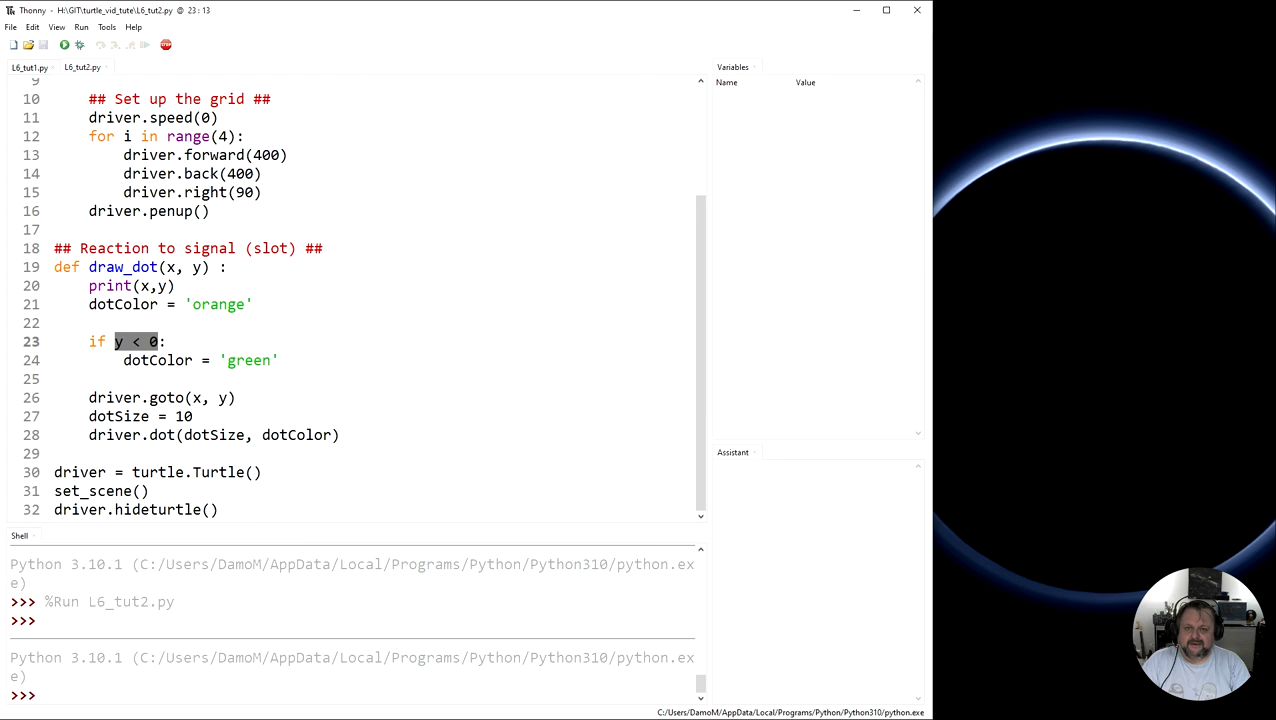 Thonny - H:\GIT\turtle_vid_tute\L6_tut2.py @ 23 : 13
File Edit View Run Tools Help
STOP
L6_tut1.py L6_tut2.py
9
10 ## Set up the grid ##
11 driver.speed(0)
12 for i in range(4):
13 driver.forward(400)
14 driver.back(400)
15 driver.right(90)
16 driver.penup()
17
18 ## Reaction to signal (slot) ##
19 def draw_dot(x, y) :
20 print(x,y)
21 dotColor = 'orange'
22
23 if y < 0:
24 dotColor = 'green'
25
26 driver.goto(x, y)
27 dotSize = 10
28 driver.dot(dotSize, dotColor)
29
30 driver = turtle.Turtle()
31 set_scene()
32 driver.hideturtle()
Shell
Python 3.10.1 (C:/Users/DamoM/AppData/Local/Programs/Python/Python310/python.ex
e)
>>> %Run L6_tut2.py
>>>
Python 3.10.1 (C:/Users/DamoM/AppData/Local/Programs/Python/Python310/python.ex
e)
>>>
Variables
Name Value
Assistant
C:/Users/DamoM/AppData/Local/Programs/Python/Python310/python.exe